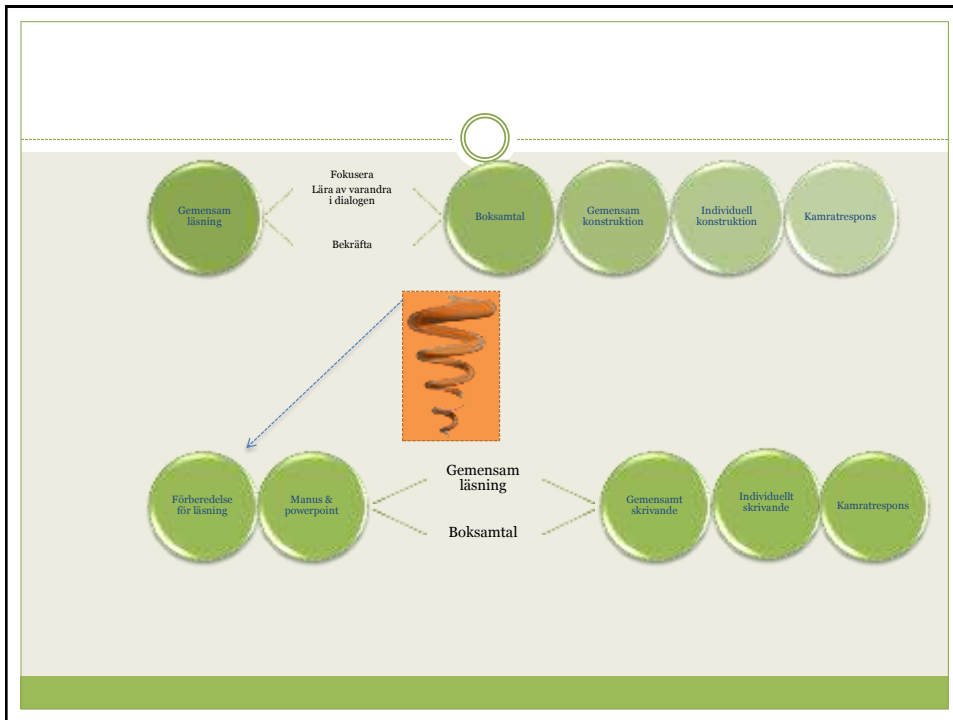 Gemensam
läsning
Fokusera
Lära av varandra
i dialogen
Bekräfta
Boksamtal
Gemensam
konstruktion
Individuell
konstruktion
Kamratrespons
Förberedelse
för läsning
Manus &
powerpoint
Gemensam
läsning
Boksamtal
Gemensamt
skrivande
Individuellt
skrivande
Kamratrespons